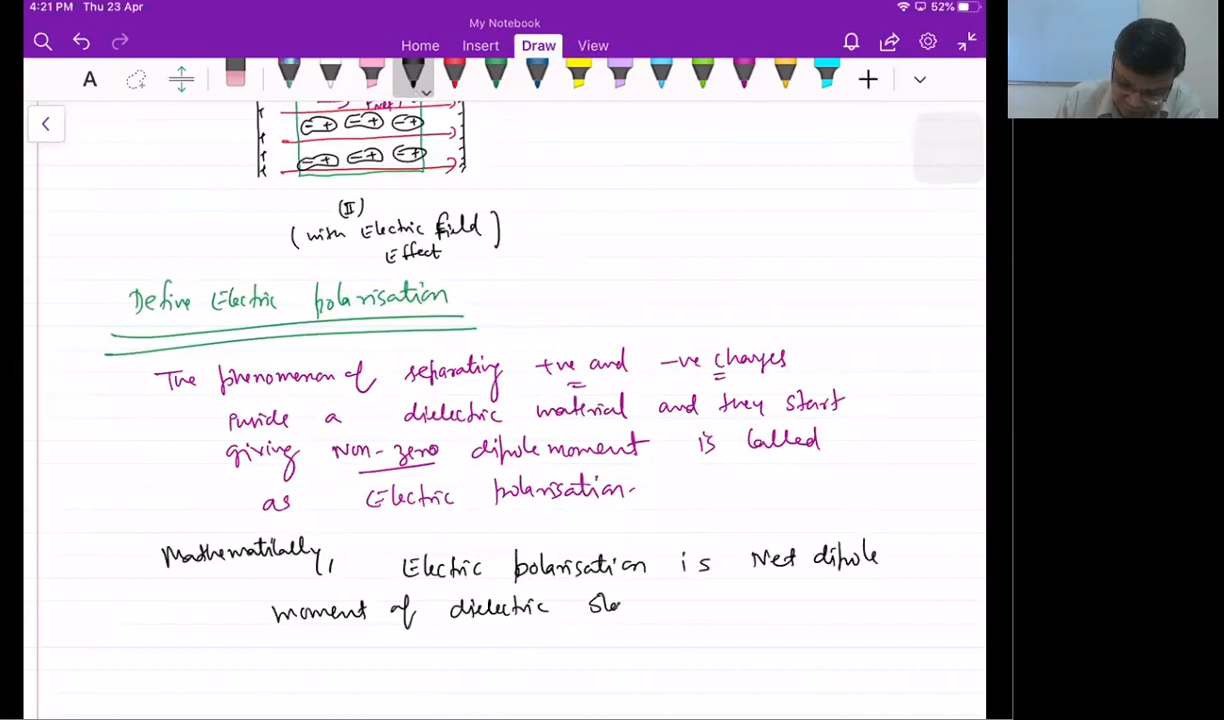 4:21 PM Thu 23 Apr
52%
My Notebook
Home Insert Draw View
A
(II)
(with Electric Field)
Effect
Define Electric polarisation
The phenomenon of separating +ve and -ve charges
inside a dielectric material and they start
giving Non-zero dipole moment is called
as Electric polarisation.
Mathematically, Electric polarisation is Net dipole
moment of dielectric